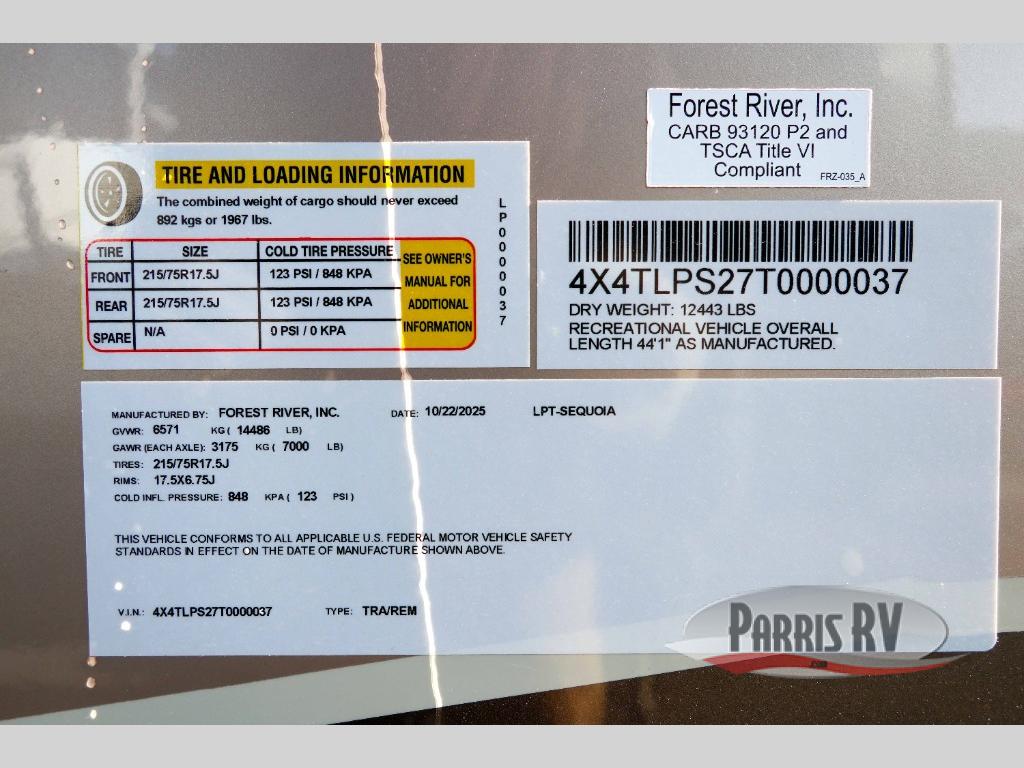 Forest River, Inc.
CARB 93120 P2 and
TSCA Title VI
Compliant
FRZ-035_A
TIRE AND LOADING INFORMATION
The combined weight of cargo should never exceed
892 kgs or 1967 lbs.
TIRE SIZE COLD TIRE PRESSURE
FRONT 215/75R17.5J 123 PSI / 848 KPA
REAR 215/75R17.5J 123 PSI / 848 KPA
SPARE N/A 0 PSI / 0 KPA
SEE OWNER'S
MANUAL FOR
ADDITIONAL
INFORMATION
LP0000037
4X4TLPS27T0000037
DRY WEIGHT: 12443 LBS
RECREATIONAL VEHICLE OVERALL
LENGTH 44'1" AS MANUFACTURED.
MANUFACTURED BY: FOREST RIVER, INC. DATE: 10/22/2025 LPT-SEQUOIA
GVWR: 6571 KG ( 14486 LB)
GAWR (EACH AXLE): 3175 KG ( 7000 LB)
TIRES: 215/75R17.5J
RIMS: 17.5X6.75J
COLD INFL. PRESSURE: 848 KPA ( 123 PSI )
THIS VEHICLE CONFORMS TO ALL APPLICABLE U.S. FEDERAL MOTOR VEHICLE SAFETY
STANDARDS IN EFFECT ON THE DATE OF MANUFACTURE SHOWN ABOVE.
V.I.N.: 4X4TLPS27T0000037 TYPE: TRA/REM
PARRIS RV
.COM